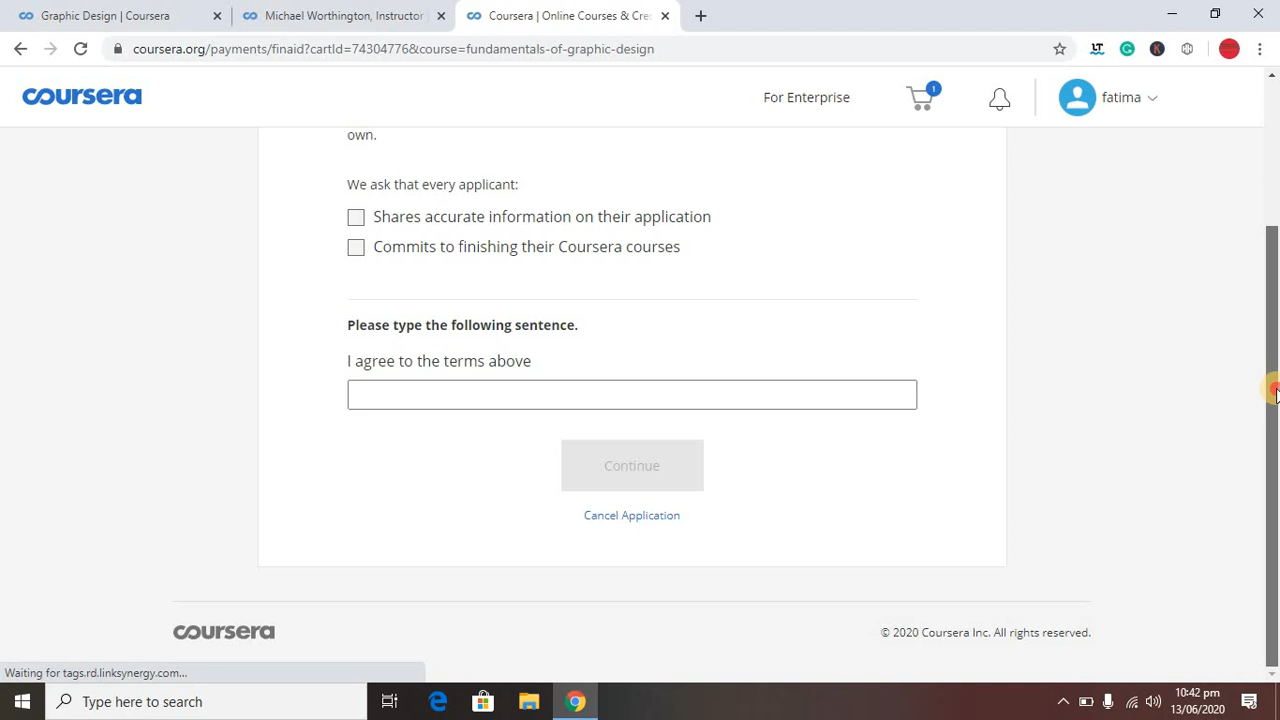 Graphic Design | Coursera
Michael Worthington, Instructor
Coursera | Online Courses & Cre
coursera.org/payments/finaid?cartId=74304776&course=fundamentals-of-graphic-design
coursera
For Enterprise
1
fatima
own.
We ask that every applicant:
Shares accurate information on their application
Commits to finishing their Coursera courses
Please type the following sentence.
I agree to the terms above
Continue
Cancel Application
coursera
© 2020 Coursera Inc. All rights reserved.
Waiting for tags.rd.linksynergy.com...
Type here to search
10:42 pm
13/06/2020